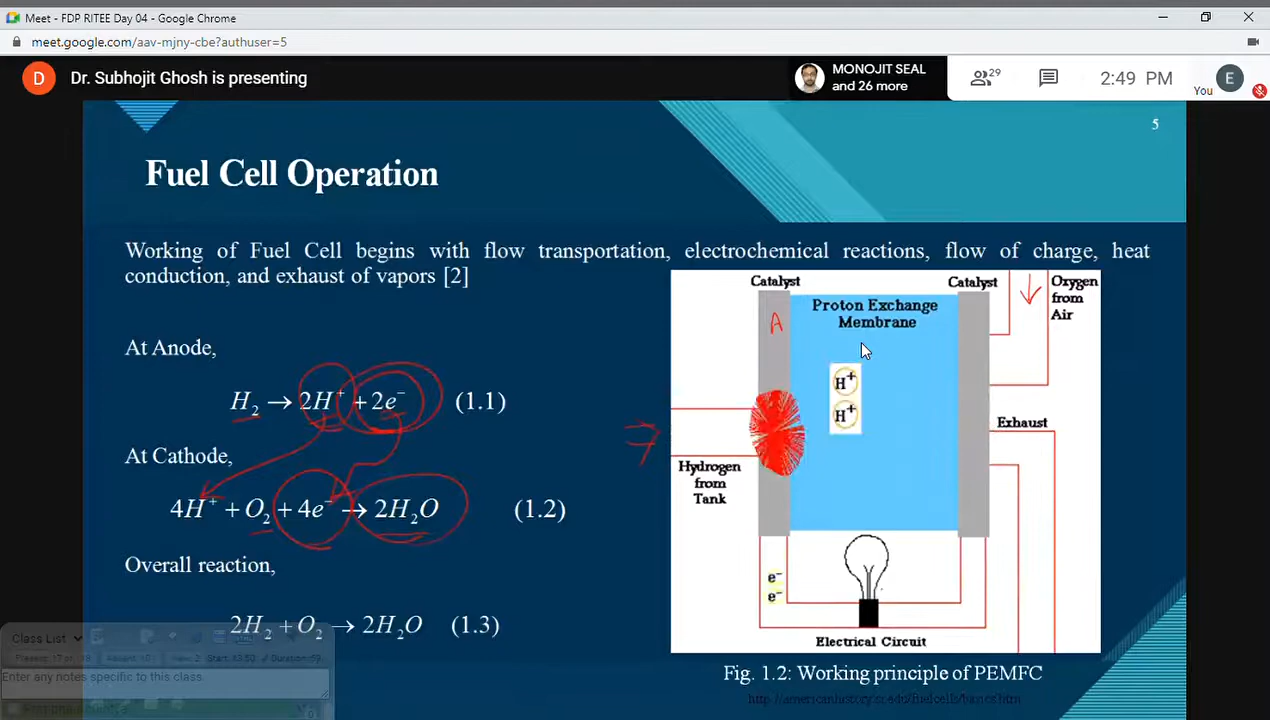 Meet - FDP RITEE Day 04 - Google Chrome
meet.google.com/aav-mjny-cbe?authuser=5
D Dr. Subhojit Ghosh is presenting
MONOJIT SEAL
and 26 more
29
2:49 PM
You
E
5
Fuel Cell Operation
Working of Fuel Cell begins with flow transportation, electrochemical reactions, flow of charge, heat
conduction, and exhaust of vapors [2]
At Anode,
H₂ → 2H⁺ + 2e⁻ (1.1)
At Cathode,
4H⁺ + O₂ + 4e⁻ → 2H₂O (1.2)
Overall reaction,
2H₂ + O₂ → 2H₂O (1.3)
Catalyst
Catalyst
Oxygen
from
Air
Proton Exchange
Membrane
A
H⁺
H⁺
Exhaust
Hydrogen
from
Tank
e⁻
e⁻
Electrical Circuit
Fig. 1.2: Working principle of PEMFC
Class List
Enter any notes specific to this class.